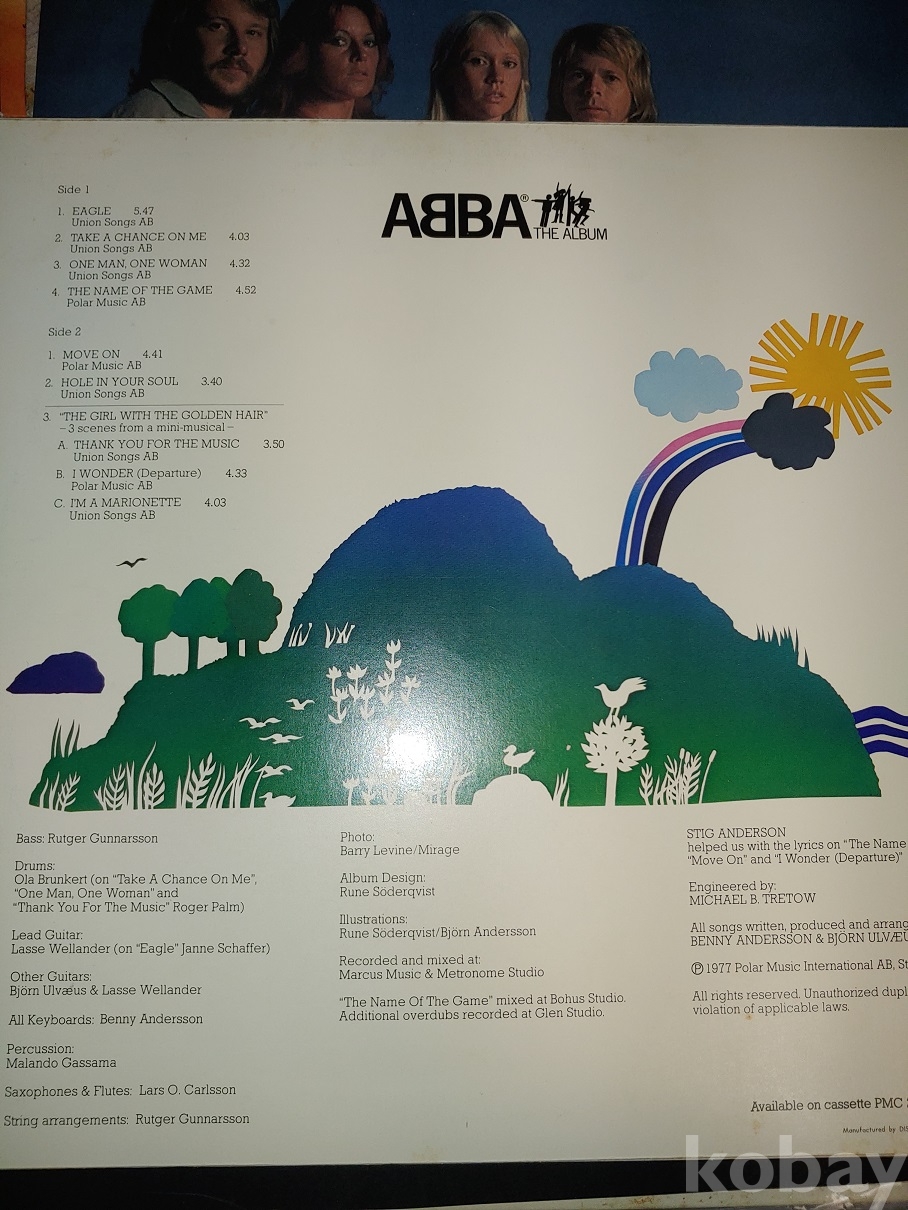 Side 1
1. EAGLE 5.47
Union Songs AB
2. TAKE A CHANCE ON ME 4.03
Union Songs AB
3. ONE MAN, ONE WOMAN 4.32
Union Songs AB
4. THE NAME OF THE GAME 4.52
Polar Music AB
Side 2
1. MOVE ON 4.41
Polar Music AB
2. HOLE IN YOUR SOUL 3.40
Union Songs AB
3. "THE GIRL WITH THE GOLDEN HAIR"
– 3 scenes from a mini-musical –
A. THANK YOU FOR THE MUSIC 3.50
Union Songs AB
B. I WONDER (Departure) 4.33
Polar Music AB
C. I'M A MARIONETTE 4.03
Union Songs AB
AᗺBA®
THE ALBUM
Bass: Rutger Gunnarsson
Drums:
Ola Brunkert (on "Take A Chance On Me",
"One Man, One Woman" and
"Thank You For The Music" Roger Palm)
Lead Guitar:
Lasse Wellander (on "Eagle" Janne Schaffer)
Other Guitars:
Björn Ulvæus & Lasse Wellander
All Keyboards: Benny Andersson
Percussion:
Malando Gassama
Saxophones & Flutes: Lars O. Carlsson
String arrangements: Rutger Gunnarsson
Photo:
Barry Levine/Mirage
Album Design:
Rune Söderqvist
Illustrations:
Rune Söderqvist/Björn Andersson
Recorded and mixed at:
Marcus Music & Metronome Studio
"The Name Of The Game" mixed at Bohus Studio.
Additional overdubs recorded at Glen Studio.
STIG ANDERSON
helped us with the lyrics on "The Name
"Move On" and "I Wonder (Departure)"
Engineered by:
MICHAEL B. TRETOW
All songs written, produced and arrang
BENNY ANDERSSON & BJÖRN ULVÆU
Ⓟ 1977 Polar Music International AB, St
All rights reserved. Unauthorized dupl
violation of applicable laws.
Available on cassette PMC
Manufactured by DIS
kobay